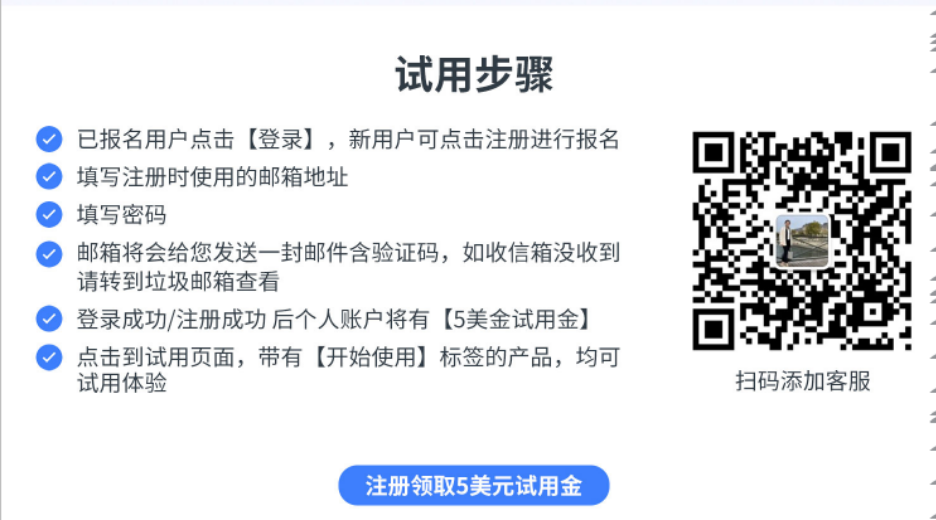 试用步骤
已报名用户点击【登录】，新用户可点击注册进行报名
填写注册时使用的邮箱地址
填写密码
邮箱将会给您发送一封邮件含验证码，如收信箱没收到
请转到垃圾邮箱查看
登录成功/注册成功 后个人账户将有【5美金试用金】
点击到试用页面，带有【开始使用】标签的产品，均可
试用体验
扫码添加客服
注册领取5美元试用金